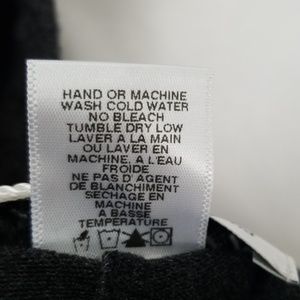 HAND OR MACHINE
WASH COLD WATER
NO BLEACH
TUMBLE DRY LOW
LAVER A LA MAIN
OU LAVER EN
MACHINE, A L'EAU
FROIDE
NE PAS D'AGENT
DE BLANCHIMENT
SECHAGE EN
MACHINE
A BASSE
TEMPERATURE